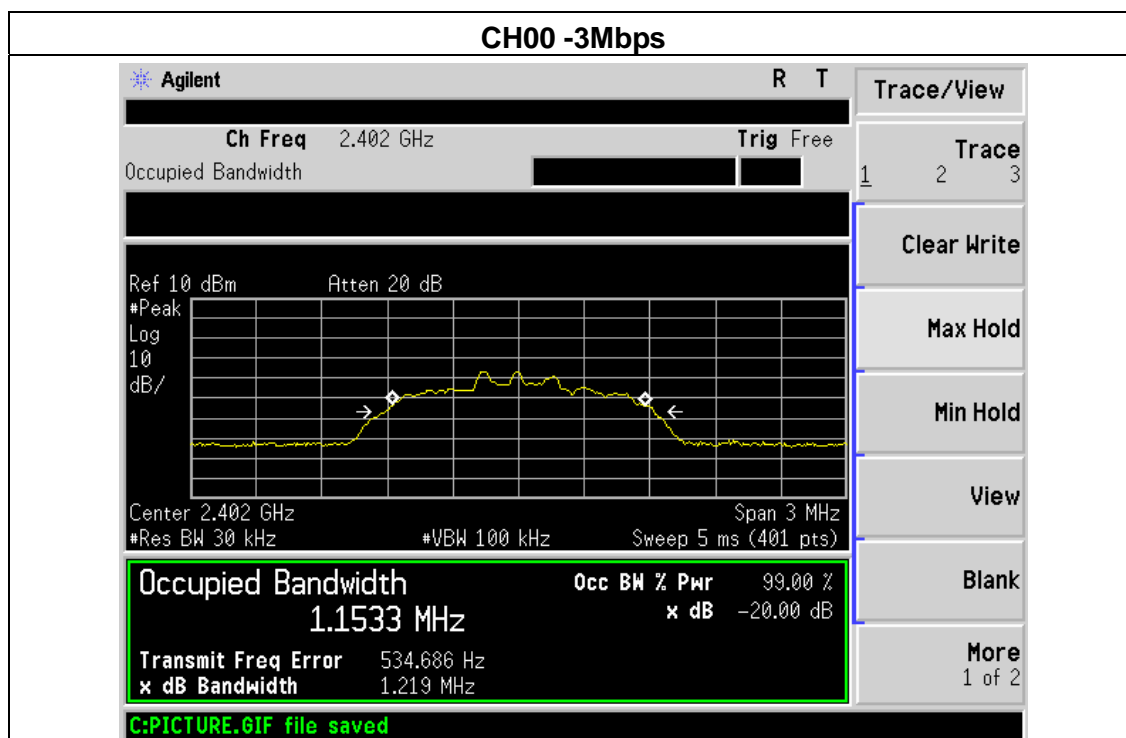 CH00 -3Mbps
Agilent R T
Trace/View
Ch Freq 2.402 GHz Trig Free
Occupied Bandwidth
Trace
1 2 3
Clear Write
Max Hold
Min Hold
View
Blank
More
1 of 2
Ref 10 dBm Atten 20 dB
#Peak
Log
10
dB/
Center 2.402 GHz Span 3 MHz
#Res BW 30 kHz #VBW 100 kHz Sweep 5 ms (401 pts)
Occupied Bandwidth Occ BW % Pwr 99.00 %
1.1533 MHz x dB -20.00 dB
Transmit Freq Error 534.686 Hz
x dB Bandwidth 1.219 MHz
C:PICTURE.GIF file saved